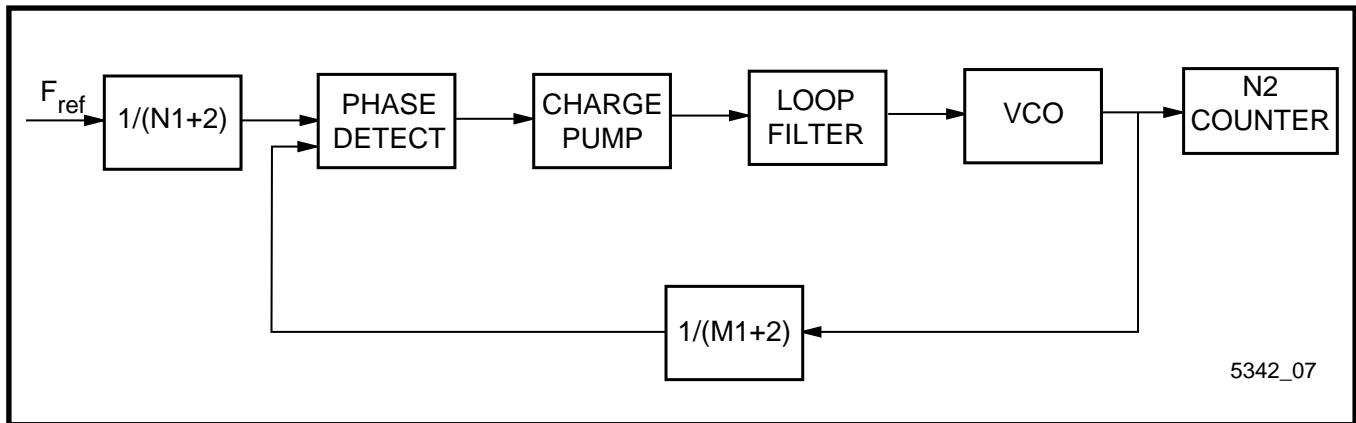 F_ref
1/(N1+2)
PHASE
DETECT
CHARGE
PUMP
LOOP
FILTER
VCO
N2
COUNTER
1/(M1+2)
5342_07